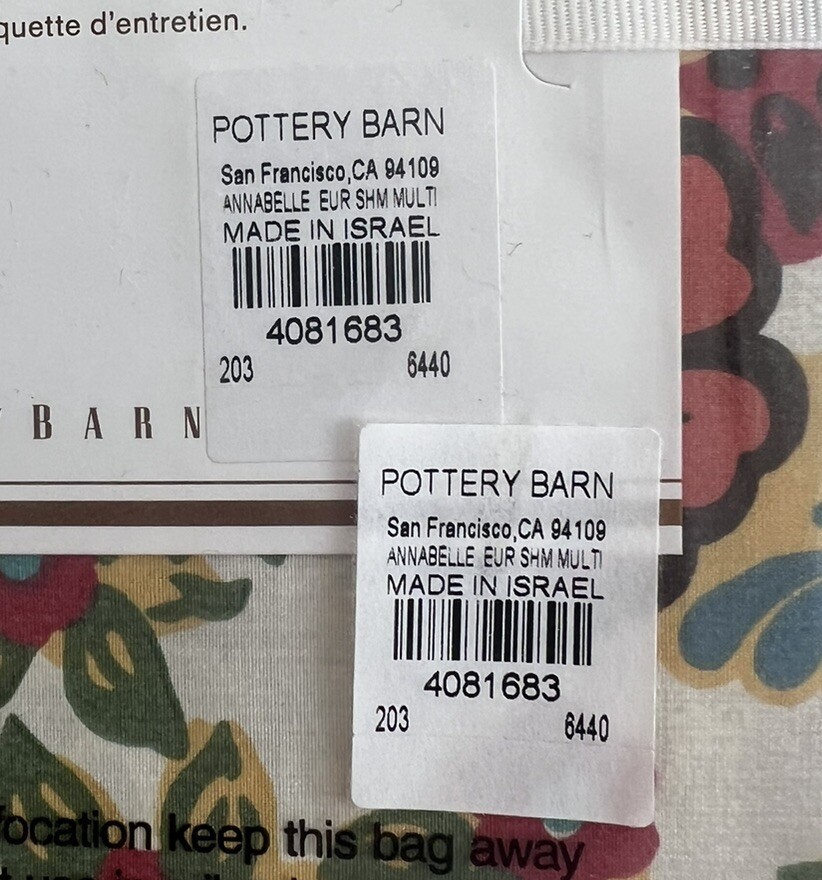 quette d'entretien.
POTTERY BARN
San Francisco,CA 94109
ANNABELLE EUR SHM MULTI
MADE IN ISRAEL
4081683
203 6440
BARN
POTTERY BARN
San Francisco,CA 94109
ANNABELLE EUR SHM MULTI
MADE IN ISRAEL
4081683
203 6440
focation keep this bag away